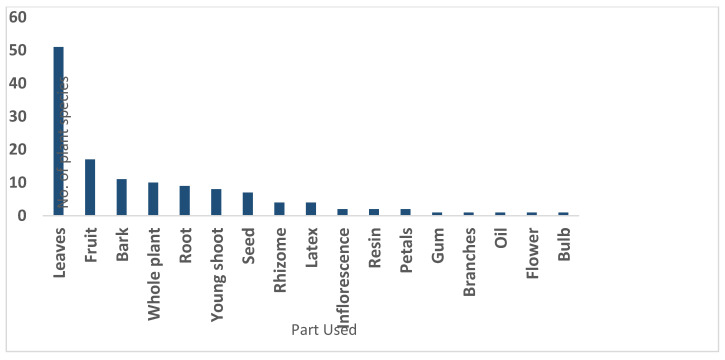 60
50
40
30
20
10
0
No. of plant species
Leaves
Fruit
Bark
Whole plant
Root
Young shoot
Seed
Rhizome
Latex
Inflorescence
Resin
Petals
Gum
Branches
Oil
Flower
Bulb
Part Used